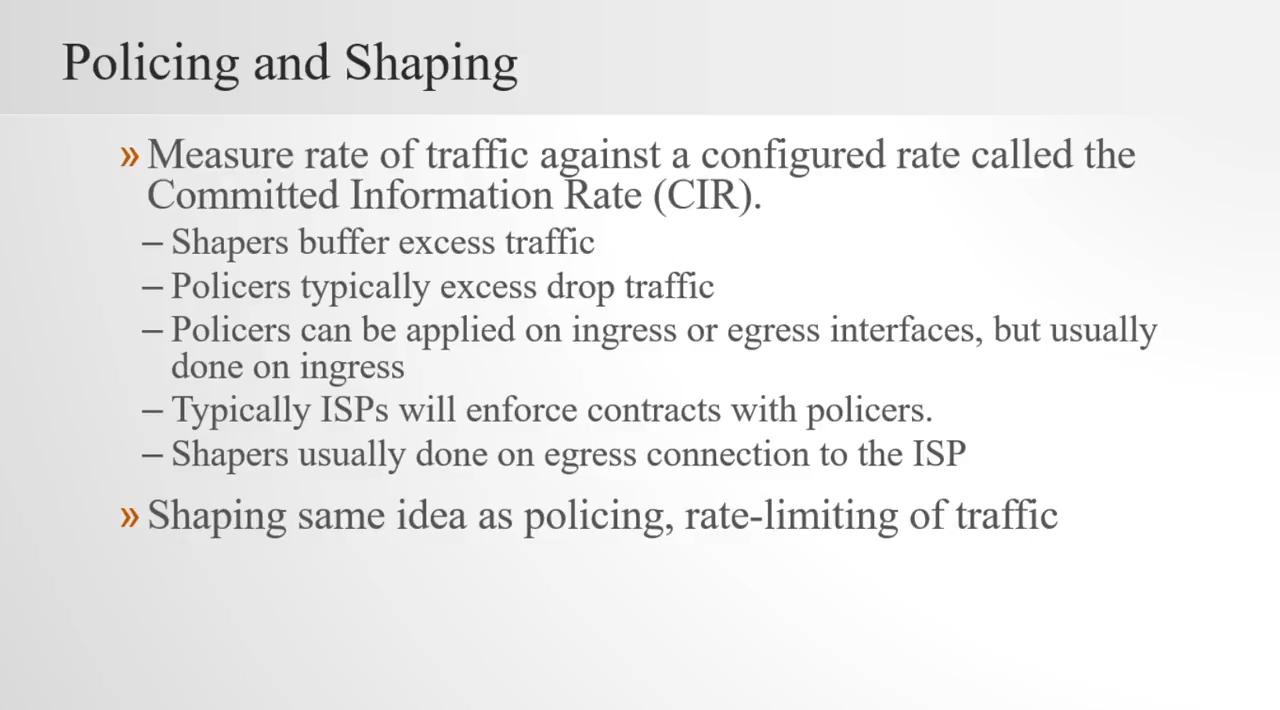 Policing and Shaping
» Measure rate of traffic against a configured rate called the
Committed Information Rate (CIR).
– Shapers buffer excess traffic
– Policers typically excess drop traffic
– Policers can be applied on ingress or egress interfaces, but usually
done on ingress
– Typically ISPs will enforce contracts with policers.
– Shapers usually done on egress connection to the ISP
» Shaping same idea as policing, rate-limiting of traffic